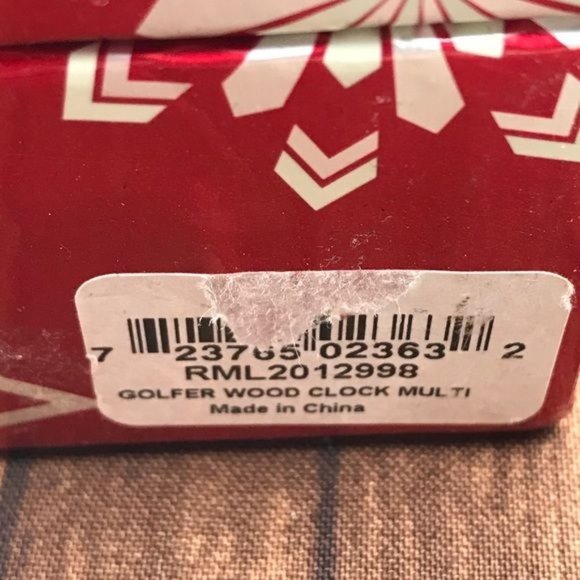 7 23765 02363 2
RML2012998
GOLFER WOOD CLOCK MULTI
Made in China